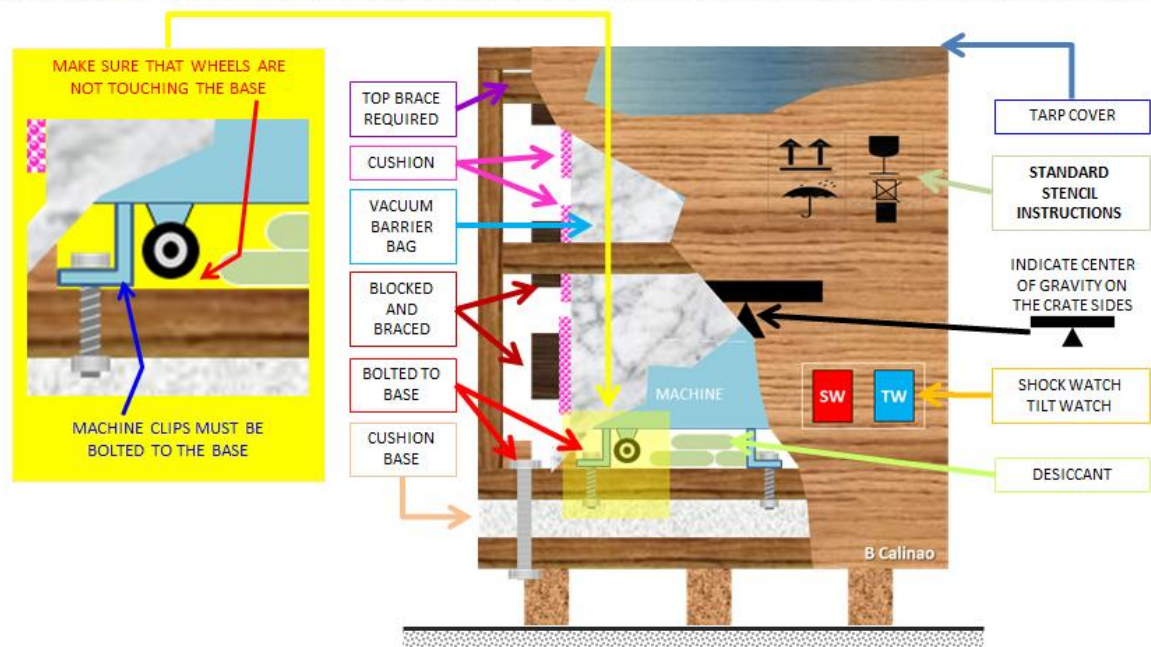 MAKE SURE THAT WHEELS ARE
NOT TOUCHING THE BASE
MACHINE CLIPS MUST BE
BOLTED TO THE BASE
TOP BRACE
REQUIRED
CUSHION
VACUUM
BARRIER
BAG
BLOCKED
AND
BRACED
BOLTED TO
BASE
CUSHION
BASE
MACHINE
SW
TW
B Calinao
TARP COVER
STANDARD
STENCIL
INSTRUCTIONS
INDICATE CENTER
OF GRAVITY ON
THE CRATE SIDES
SHOCK WATCH
TILT WATCH
DESICCANT